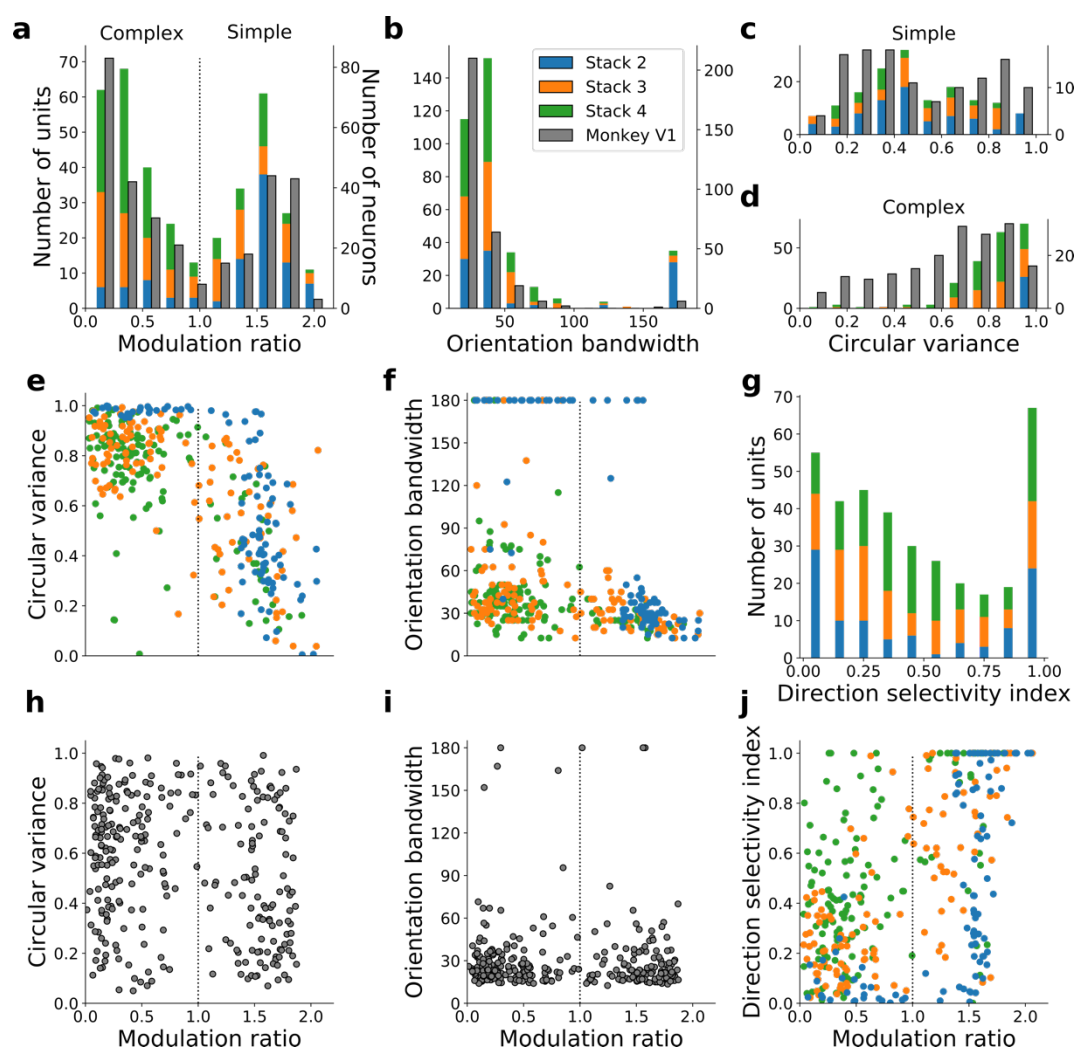 a
Complex
Simple
Number of units
70
60
50
40
30
20
10
0
80
60
40
20
0
Number of neurons
0.0 0.5 1.0 1.5 2.0
Modulation ratio
b
160
140
120
100
80
60
40
20
0
200
150
100
50
0
Stack 2
Stack 3
Stack 4
Monkey V1
50 100 150
Orientation bandwidth
c
Simple
20
0
10
0
0.0 0.2 0.4 0.6 0.8 1.0
d
Complex
50
0
20
0
0.0 0.2 0.4 0.6 0.8 1.0
Circular variance
e
Circular variance
1.0
0.8
0.6
0.4
0.2
0.0
f
Orientation bandwidth
180
150
120
90
60
30
0
g
Number of units
70
60
50
40
30
20
10
0
0.00 0.25 0.50 0.75 1.00
Direction selectivity index
h
Circular variance
1.0
0.8
0.6
0.4
0.2
0.0
0.0 0.5 1.0 1.5 2.0
Modulation ratio
i
Orientation bandwidth
180
150
120
90
60
30
0
0.0 0.5 1.0 1.5 2.0
Modulation ratio
j
Direction selectivity index
1.0
0.8
0.6
0.4
0.2
0.0
0.0 0.5 1.0 1.5 2.0
Modulation ratio